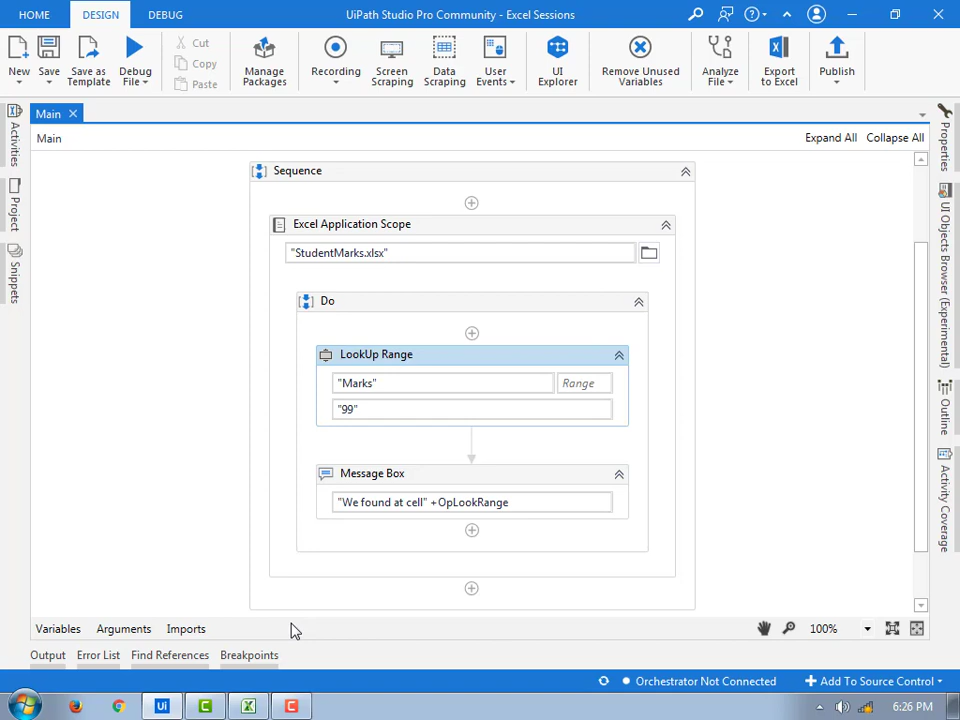 HOME
DESIGN
DEBUG
UiPath Studio Pro Community - Excel Sessions
New
Save
Save as Template
Debug File
Cut
Copy
Paste
Manage Packages
Recording
Screen Scraping
Data Scraping
User Events
UI Explorer
Remove Unused Variables
Analyze File
Export to Excel
Publish
Main
Main
Expand All
Collapse All
Activities
Project
Snippets
Sequence
Excel Application Scope
"StudentMarks.xlsx"
Do
LookUp Range
"Marks"
Range
"99"
Message Box
"We found at cell" +OpLookRange
Properties
UI Objects Browser (Experimental)
Outline
Activity Coverage
Variables
Arguments
Imports
100%
Output
Error List
Find References
Breakpoints
Orchestrator Not Connected
Add To Source Control
Ui
6:26 PM